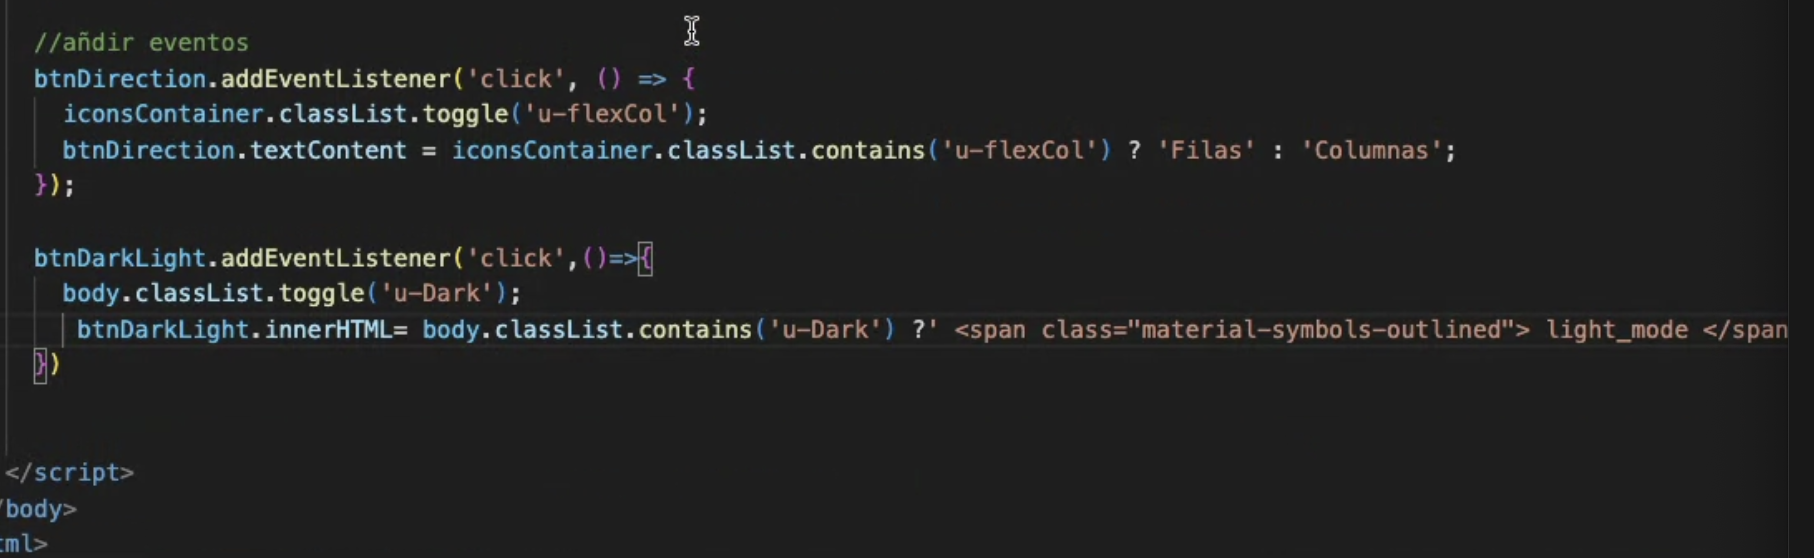 //añdir eventos
btnDirection.addEventListener('click', () => {
iconsContainer.classList.toggle('u-flexCol');
btnDirection.textContent = iconsContainer.classList.contains('u-flexCol') ? 'Filas' : 'Columnas';
});
btnDarkLight.addEventListener('click',()=>{
body.classList.toggle('u-Dark');
btnDarkLight.innerHTML= body.classList.contains('u-Dark') ?' <span class="material-symbols-outlined"> light_mode </span
})
</script>
/body>
tml>